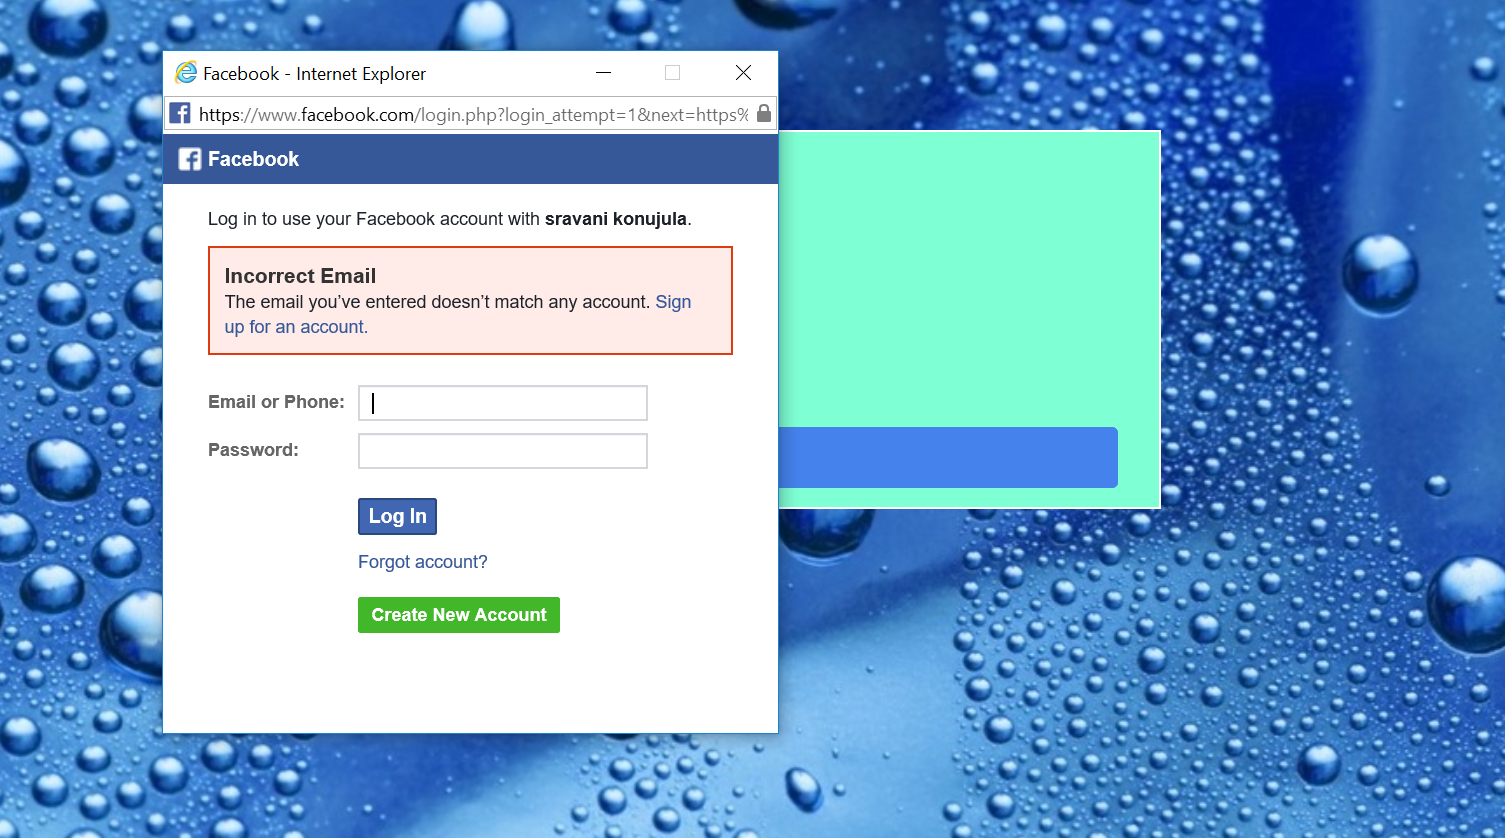 Facebook - Internet Explorer
https://www.facebook.com/login.php?login_attempt=1&next=https%
Facebook
Log in to use your Facebook account with sravani konujula.
Incorrect Email
The email you’ve entered doesn’t match any account. Sign
up for an account.
Email or Phone:
Password:
Log In
Forgot account?
Create New Account